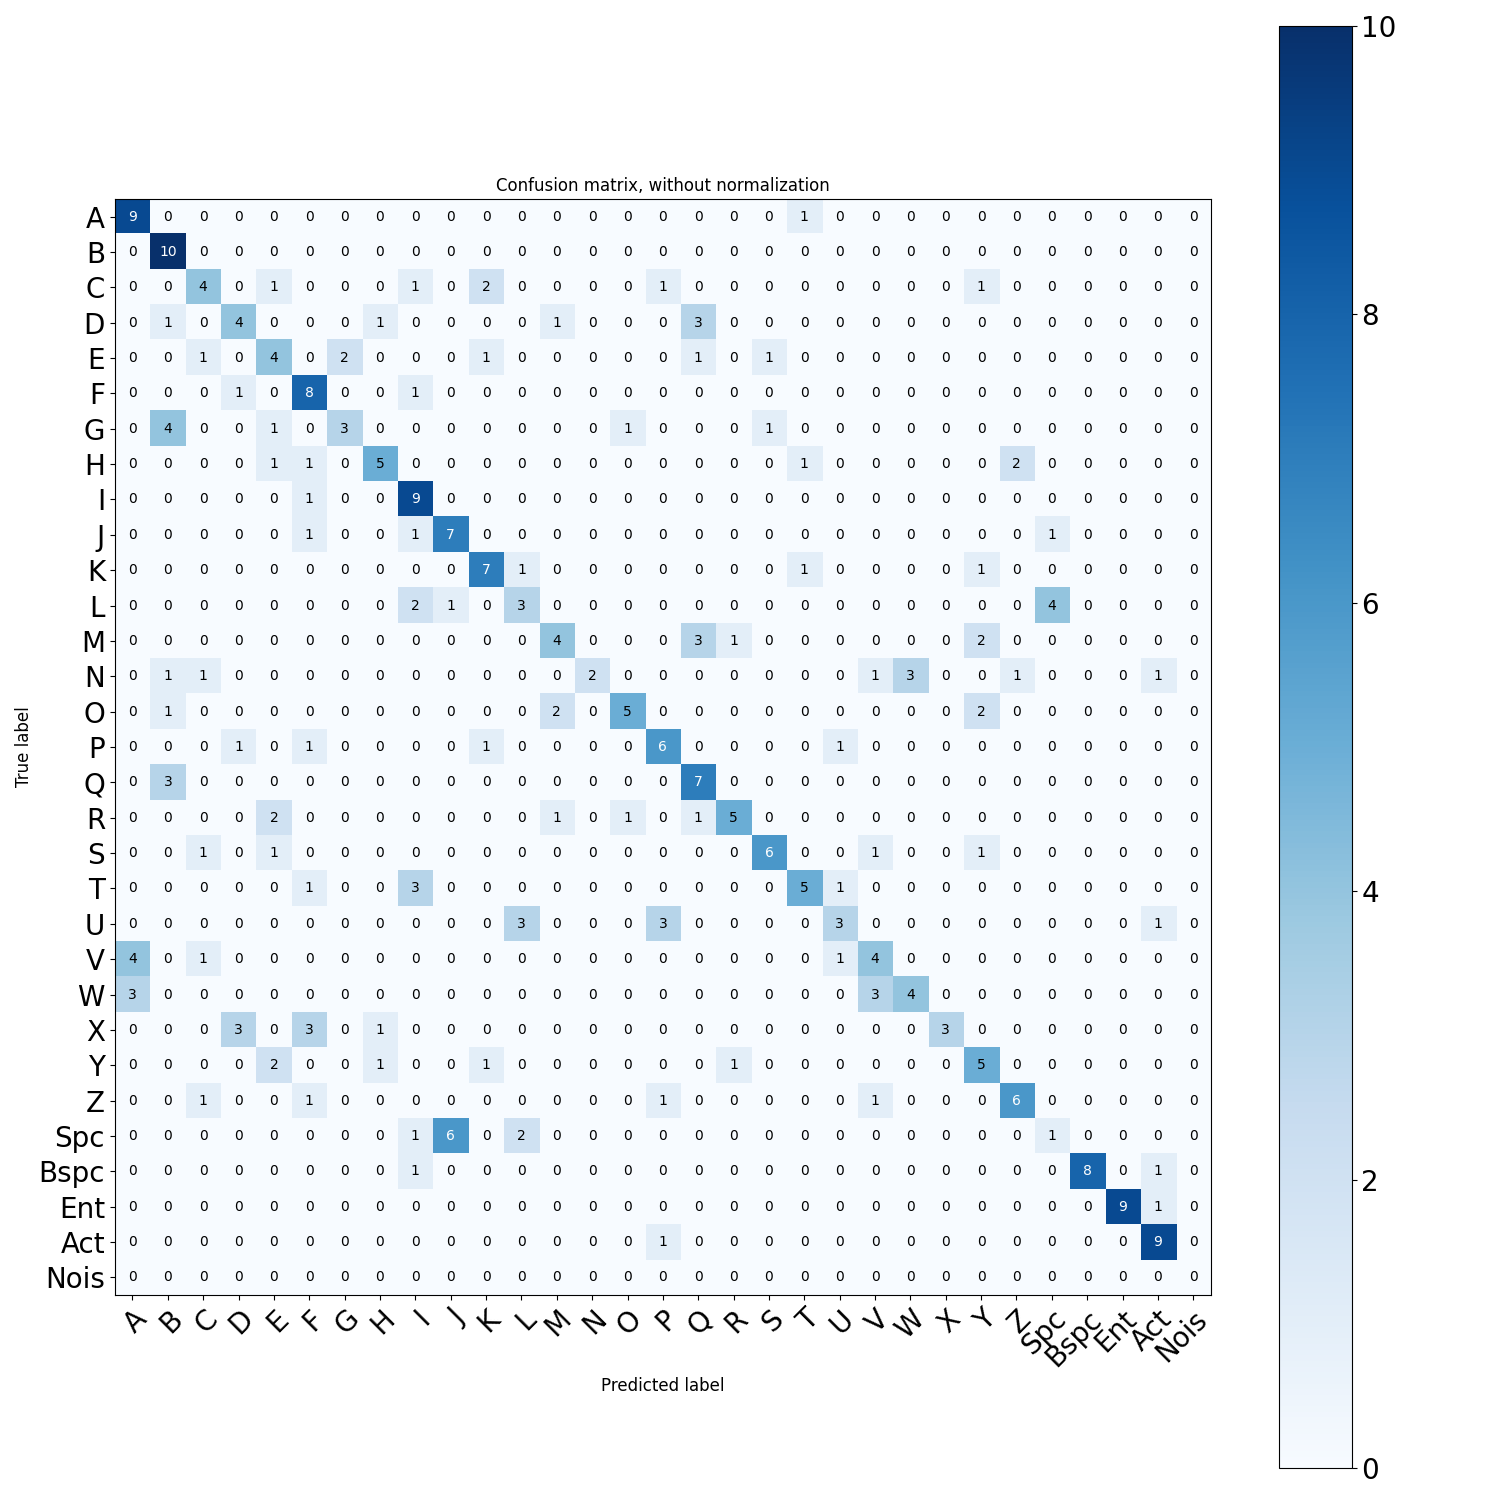 Confusion matrix, without normalization
A 9 0 0 0 0 0 0 0 0 0 0 0 0 0 0 0 0 0 0 1 0 0 0 0 0 0 0 0 0 0 0
B 0 10 0 0 0 0 0 0 0 0 0 0 0 0 0 0 0 0 0 0 0 0 0 0 0 0 0 0 0 0 0
C 0 0 4 0 1 0 0 0 1 0 2 0 0 0 0 1 0 0 0 0 0 0 0 0 1 0 0 0 0 0 0
D 0 1 0 4 0 0 0 1 0 0 0 0 1 0 0 0 3 0 0 0 0 0 0 0 0 0 0 0 0 0 0
E 0 0 1 0 4 0 2 0 0 0 1 0 0 0 0 0 1 0 1 0 0 0 0 0 0 0 0 0 0 0 0
F 0 0 0 1 0 8 0 0 1 0 0 0 0 0 0 0 0 0 0 0 0 0 0 0 0 0 0 0 0 0 0
G 0 4 0 0 1 0 3 0 0 0 0 0 0 0 1 0 0 0 1 0 0 0 0 0 0 0 0 0 0 0 0
H 0 0 0 0 1 1 0 5 0 0 0 0 0 0 0 0 0 0 0 1 0 0 0 0 0 2 0 0 0 0 0
I 0 0 0 0 0 1 0 0 9 0 0 0 0 0 0 0 0 0 0 0 0 0 0 0 0 0 0 0 0 0 0
J 0 0 0 0 0 1 0 0 1 7 0 0 0 0 0 0 0 0 0 0 0 0 0 0 0 0 1 0 0 0 0
K 0 0 0 0 0 0 0 0 0 0 7 1 0 0 0 0 0 0 0 1 0 0 0 0 1 0 0 0 0 0 0
L 0 0 0 0 0 0 0 0 2 1 0 3 0 0 0 0 0 0 0 0 0 0 0 0 0 0 4 0 0 0 0
M 0 0 0 0 0 0 0 0 0 0 0 0 4 0 0 0 3 1 0 0 0 0 0 0 2 0 0 0 0 0 0
N 0 1 1 0 0 0 0 0 0 0 0 0 0 2 0 0 0 0 0 0 0 1 3 0 0 1 0 0 0 1 0
O 0 1 0 0 0 0 0 0 0 0 0 0 2 0 5 0 0 0 0 0 0 0 0 0 2 0 0 0 0 0 0
P 0 0 0 1 0 1 0 0 0 0 1 0 0 0 0 6 0 0 0 0 1 0 0 0 0 0 0 0 0 0 0
Q 0 3 0 0 0 0 0 0 0 0 0 0 0 0 0 0 7 0 0 0 0 0 0 0 0 0 0 0 0 0 0
R 0 0 0 0 2 0 0 0 0 0 0 0 1 0 1 0 1 5 0 0 0 0 0 0 0 0 0 0 0 0 0
S 0 0 1 0 1 0 0 0 0 0 0 0 0 0 0 0 0 0 6 0 0 1 0 0 1 0 0 0 0 0 0
T 0 0 0 0 0 1 0 0 3 0 0 0 0 0 0 0 0 0 0 5 1 0 0 0 0 0 0 0 0 0 0
U 0 0 0 0 0 0 0 0 0 0 0 3 0 0 0 3 0 0 0 0 3 0 0 0 0 0 0 0 0 1 0
V 4 0 1 0 0 0 0 0 0 0 0 0 0 0 0 0 0 0 0 0 1 4 0 0 0 0 0 0 0 0 0
W 3 0 0 0 0 0 0 0 0 0 0 0 0 0 0 0 0 0 0 0 0 3 4 0 0 0 0 0 0 0 0
X 0 0 0 3 0 3 0 1 0 0 0 0 0 0 0 0 0 0 0 0 0 0 0 3 0 0 0 0 0 0 0
Y 0 0 0 0 2 0 0 1 0 0 1 0 0 0 0 0 0 1 0 0 0 0 0 0 5 0 0 0 0 0 0
Z 0 0 1 0 0 1 0 0 0 0 0 0 0 0 0 1 0 0 0 0 0 1 0 0 0 6 0 0 0 0 0
Spc 0 0 0 0 0 0 0 0 1 6 0 2 0 0 0 0 0 0 0 0 0 0 0 0 0 0 1 0 0 0 0
Bspc 0 0 0 0 0 0 0 0 1 0 0 0 0 0 0 0 0 0 0 0 0 0 0 0 0 0 0 8 0 1 0
Ent 0 0 0 0 0 0 0 0 0 0 0 0 0 0 0 0 0 0 0 0 0 0 0 0 0 0 0 0 9 1 0
Act 0 0 0 0 0 0 0 0 0 0 0 0 0 0 0 1 0 0 0 0 0 0 0 0 0 0 0 0 0 9 0
Nois 0 0 0 0 0 0 0 0 0 0 0 0 0 0 0 0 0 0 0 0 0 0 0 0 0 0 0 0 0 0 0
A B C D E F G H I J K L M N O P Q R S T U V W X Y Z Spc Bspc Ent Act Nois
True label
Predicted label
10
8
6
4
2
0